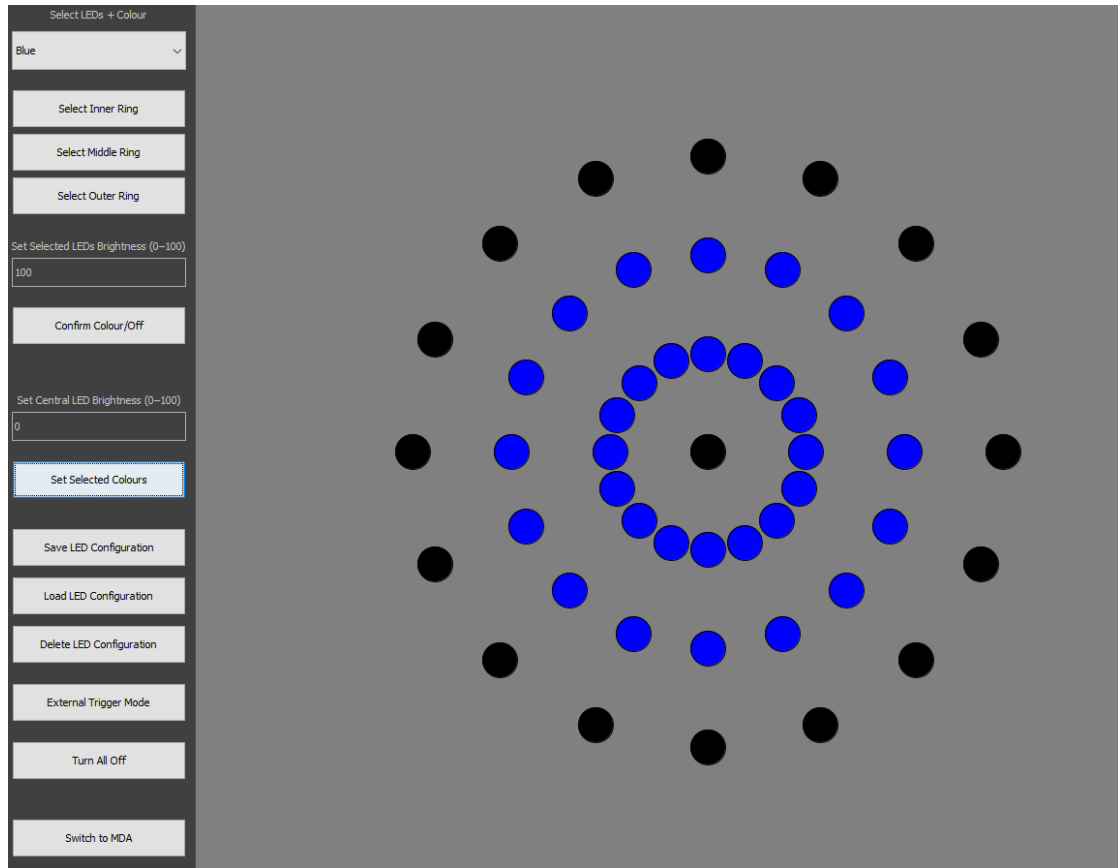 Select LEDs + Colour
Blue
Select Inner Ring
Select Middle Ring
Select Outer Ring
Set Selected LEDs Brightness (0–100)
100
Confirm Colour/Off
Set Central LED Brightness (0–100)
0
Set Selected Colours
Save LED Configuration
Load LED Configuration
Delete LED Configuration
External Trigger Mode
Turn All Off
Switch to MDA